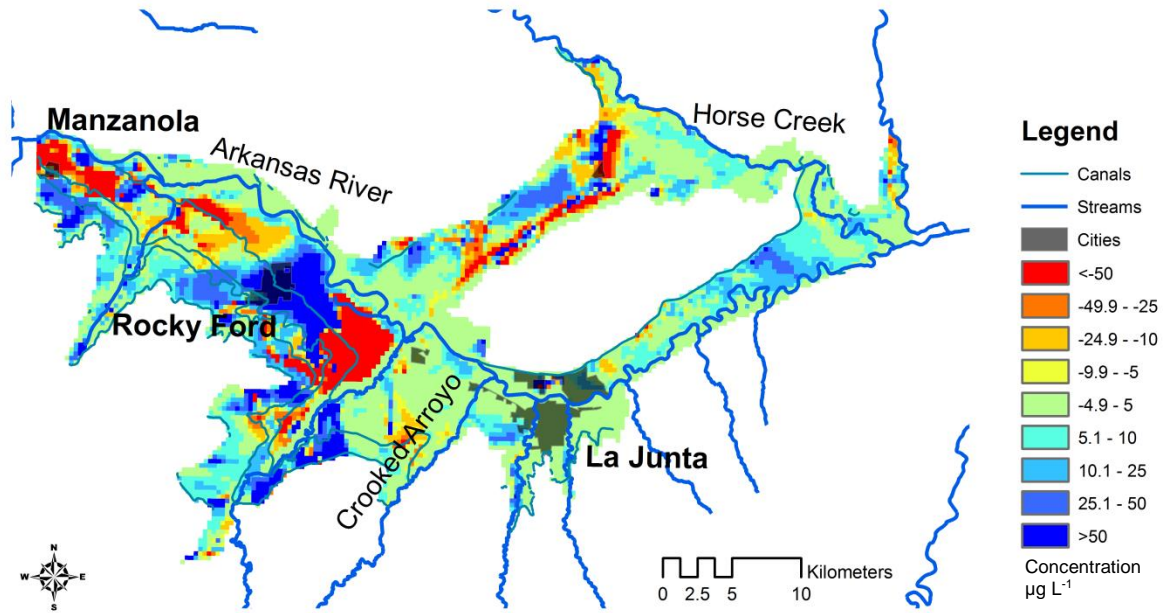 Manzanola
Arkansas River
Horse Creek
Rocky Ford
Crooked Arroyo
La Junta
N
W E
S
0 2.5 5 10
Kilometers
Legend
Canals
Streams
Cities
<-50
-49.9 - -25
-24.9 - -10
-9.9 - -5
-4.9 - 5
5.1 - 10
10.1 - 25
25.1 - 50
>50
Concentration
µg L⁻¹